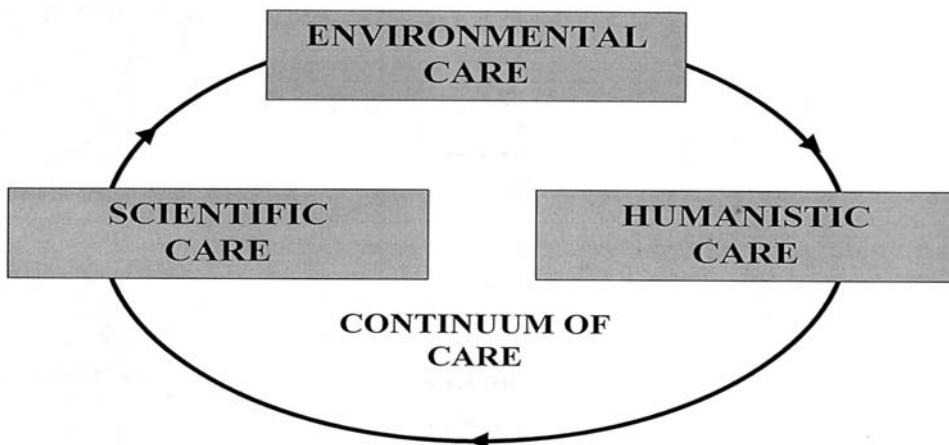 ENVIRONMENTAL
CARE
SCIENTIFIC
CARE
HUMANISTIC
CARE
CONTINUUM OF
CARE